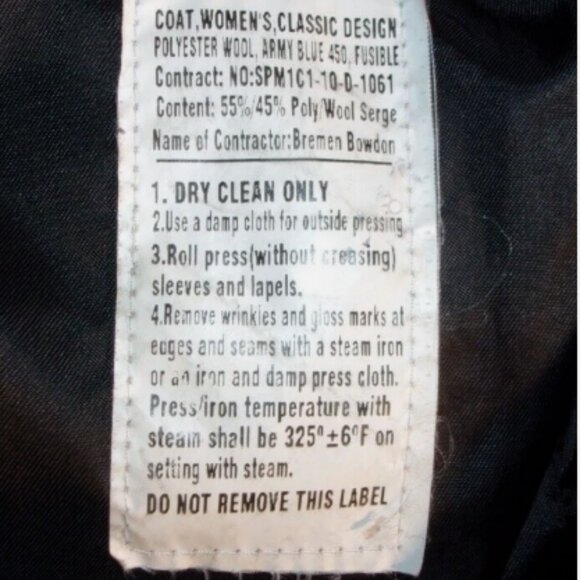 COAT,WOMEN'S,CLASSIC DESIGN
POLYESTER WOOL, ARMY BLUE 450, FUSIBLE
Contract: NO:SPM1C1-10-D-1061
Content: 55%/45% Poly/Wool Serge
Name of Contractor:Bremen Bowdon
1. DRY CLEAN ONLY
2.Use a damp cloth for outside pressing
3.Roll press(without creasing)
sleeves and lapels.
4.Remove wrinkies and gloss marks at
edges and seams with a steam iron
or an iron and damp press cloth.
Press/iron temperature with
steam shall be 325°±6°F on
setting with steam.
DO NOT REMOVE THIS LABEL